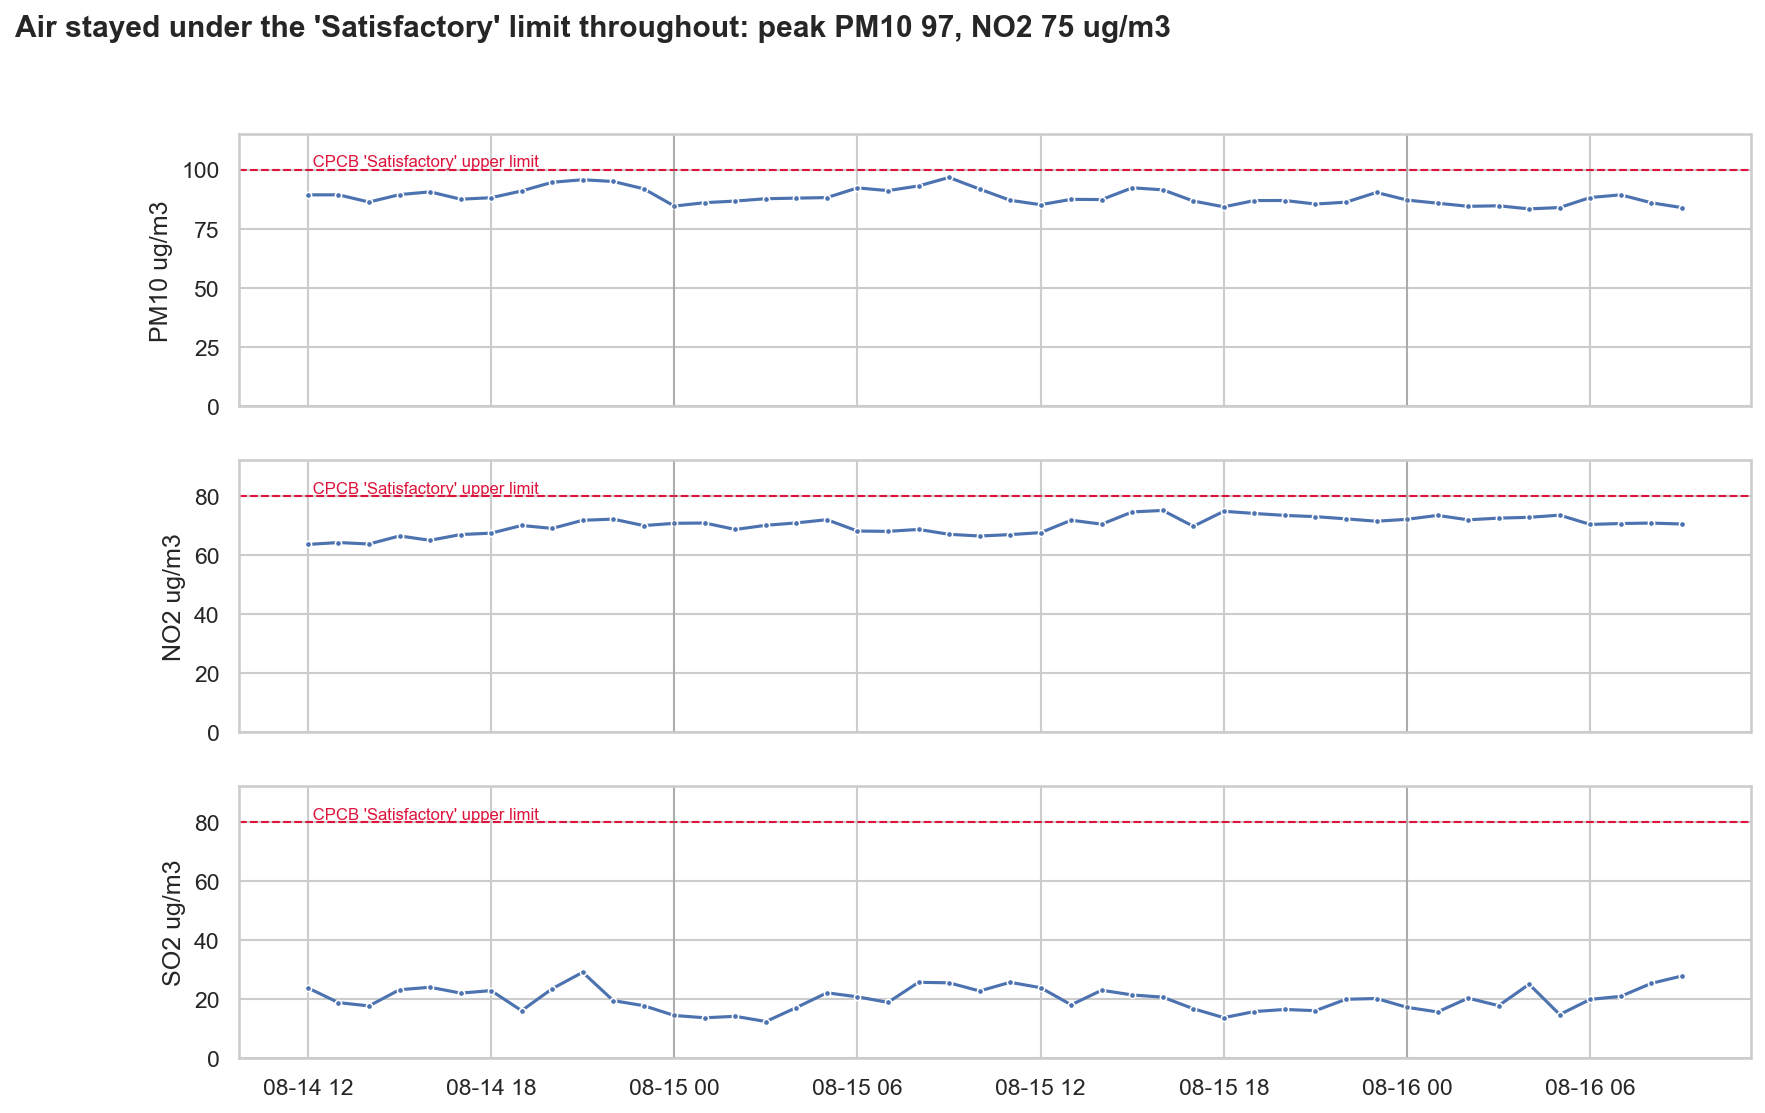 Air stayed under the 'Satisfactory' limit throughout: peak PM10 97, NO2 75 ug/m3
PM10 ug/m3
100
75
50
25
0
CPCB 'Satisfactory' upper limit
NO2 ug/m3
80
60
40
20
0
CPCB 'Satisfactory' upper limit
SO2 ug/m3
80
60
40
20
0
CPCB 'Satisfactory' upper limit
08-14 12 08-14 18 08-15 00 08-15 06 08-15 12 08-15 18 08-16 00 08-16 06